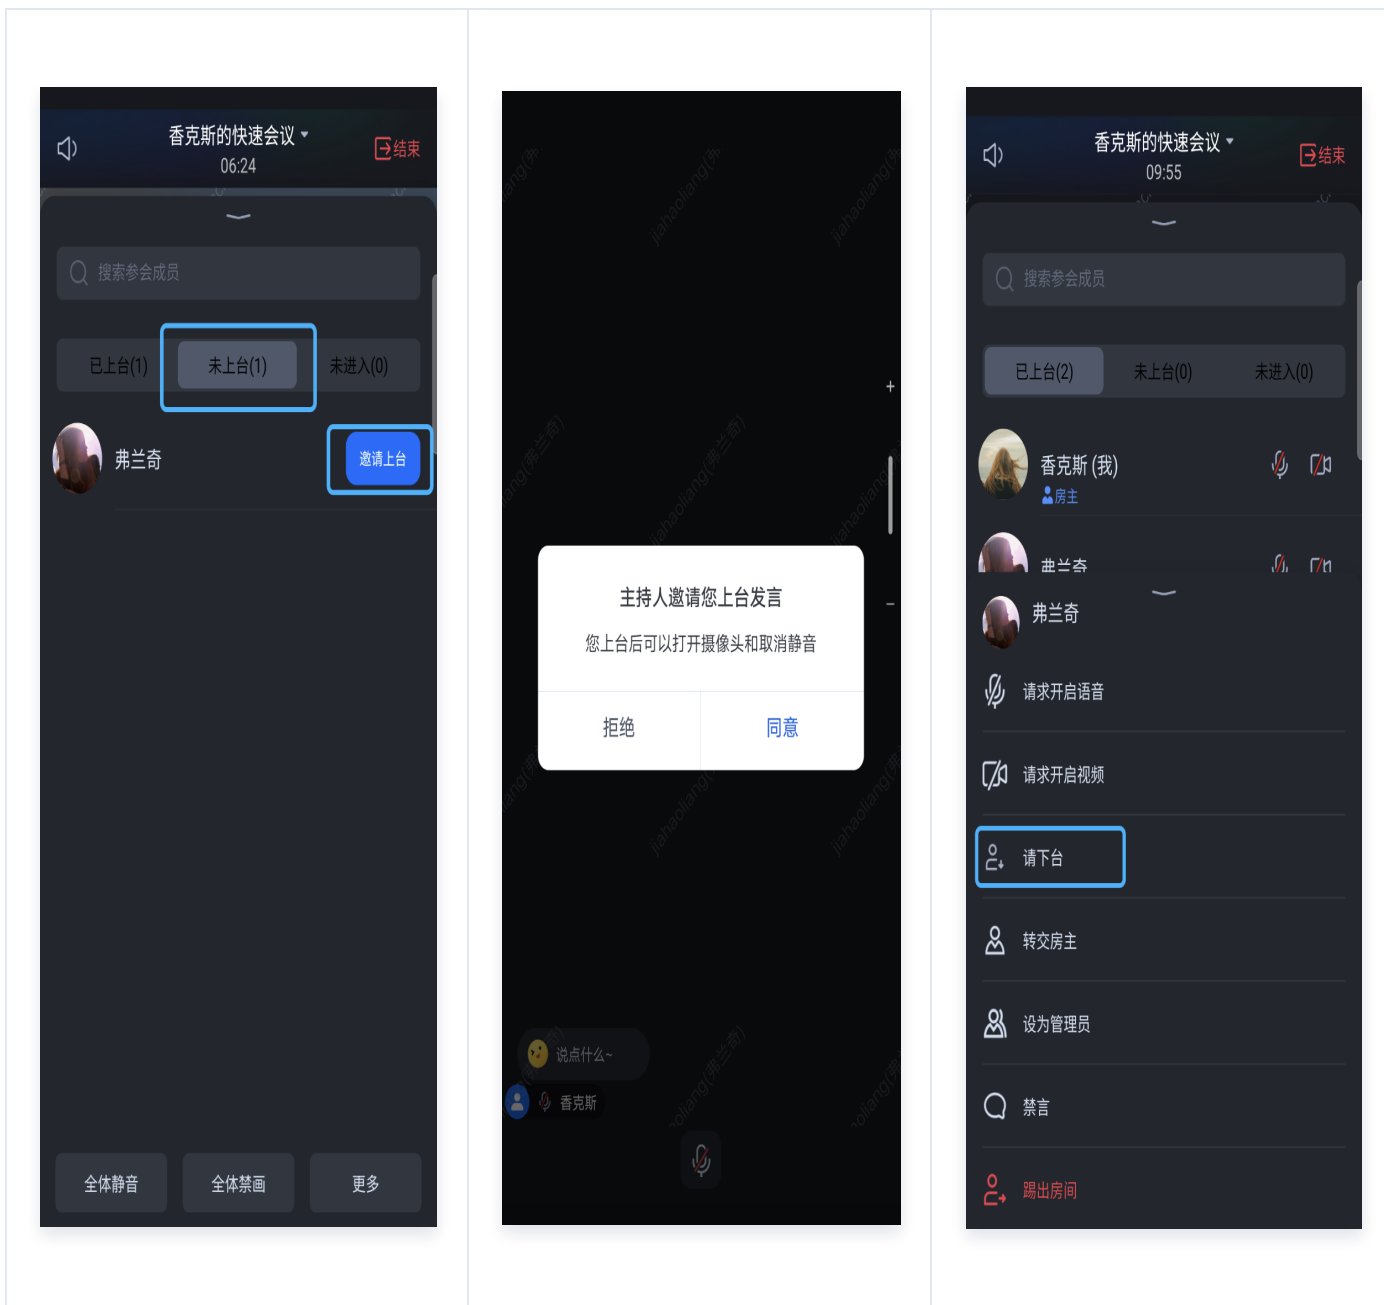 香克斯的快速会议
06:24
结束
搜索参会成员
已上台(1)
未上台(1)
未进入(0)
弗兰奇
邀请上台
全体静音
全体禁画
更多
jiahaoliang(弗兰奇)
主持人邀请您上台发言
您上台后可以打开摄像头和取消静音
拒绝
同意
说点什么~
香克斯
香克斯的快速会议
09:55
结束
搜索参会成员
已上台(2)
未上台(0)
未进入(0)
香克斯 (我)
房主
弗兰奇
弗兰奇
请求开启语音
请求开启视频
请下台
转交房主
设为管理员
禁言
踢出房间